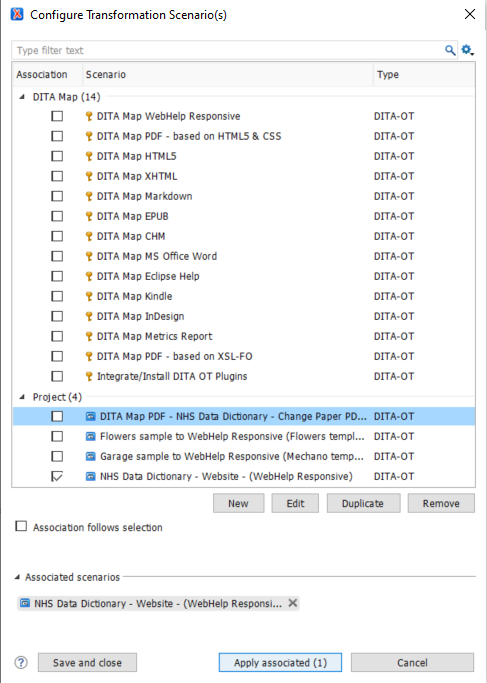 Configure Transformation Scenario(s)
Type filter text
Association Scenario Type
DITA Map (14)
DITA Map WebHelp Responsive DITA-OT
DITA Map PDF - based on HTML5 & CSS DITA-OT
DITA Map HTML5 DITA-OT
DITA Map XHTML DITA-OT
DITA Map Markdown DITA-OT
DITA Map EPUB DITA-OT
DITA Map CHM DITA-OT
DITA Map MS Office Word DITA-OT
DITA Map Eclipse Help DITA-OT
DITA Map Kindle DITA-OT
DITA Map InDesign DITA-OT
DITA Map Metrics Report DITA-OT
DITA Map PDF - based on XSL-FO DITA-OT
Integrate/Install DITA OT Plugins DITA-OT
Project (4)
DITA Map PDF - NHS Data Dictionary - Change Paper PD... DITA-OT
Flowers sample to WebHelp Responsive (Flowers templ... DITA-OT
Garage sample to WebHelp Responsive (Mechano temp... DITA-OT
NHS Data Dictionary - Website - (WebHelp Responsive) DITA-OT
New Edit Duplicate Remove
Association follows selection
Associated scenarios
NHS Data Dictionary - Website - (WebHelp Responsi...
? Save and close Apply associated (1) Cancel